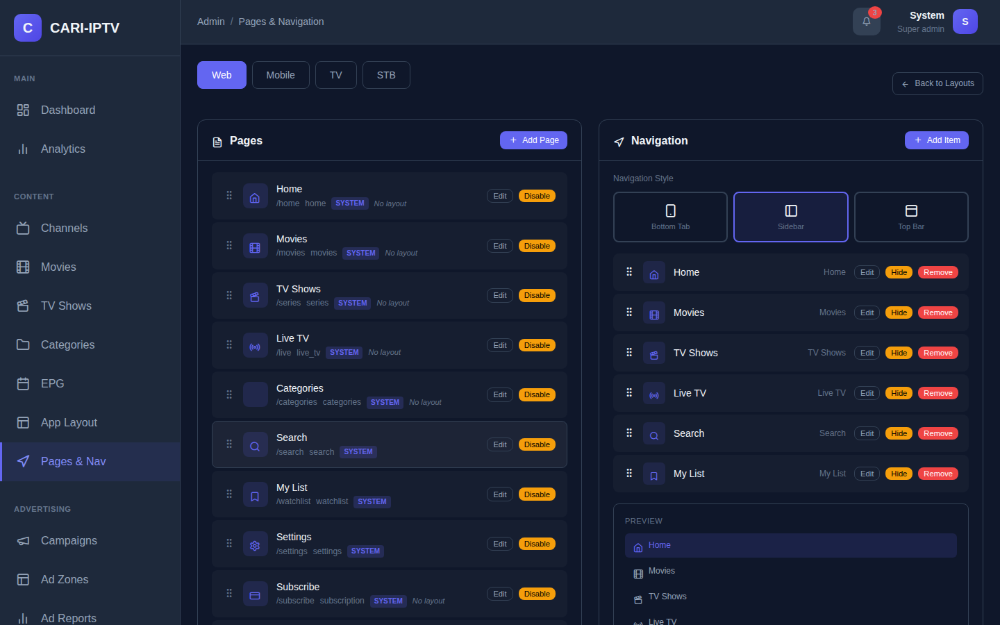 C CARI-IPTV
MAIN
Dashboard
Analytics
CONTENT
Channels
Movies
TV Shows
Categories
EPG
App Layout
Pages & Nav
ADVERTISING
Campaigns
Ad Zones
Ad Reports
Admin / Pages & Navigation
3
System
Super admin
S
Web Mobile TV STB
Back to Layouts
Pages
+ Add Page
Home
/home home SYSTEM No layout
Edit Disable
Movies
/movies movies SYSTEM No layout
Edit Disable
TV Shows
/series series SYSTEM No layout
Edit Disable
Live TV
/live live_tv SYSTEM No layout
Edit Disable
Categories
/categories categories SYSTEM No layout
Edit Disable
Search
/search search SYSTEM
Edit Disable
My List
/watchlist watchlist SYSTEM
Edit Disable
Settings
/settings settings SYSTEM
Edit Disable
Subscribe
/subscribe subscription SYSTEM No layout
Edit Disable
Navigation
+ Add Item
Navigation Style
Bottom Tab
Sidebar
Top Bar
Home Home Edit Hide Remove
Movies Movies Edit Hide Remove
TV Shows TV Shows Edit Hide Remove
Live TV Live TV Edit Hide Remove
Search Search Edit Hide Remove
My List My List Edit Hide Remove
PREVIEW
Home
Movies
TV Shows
Live TV